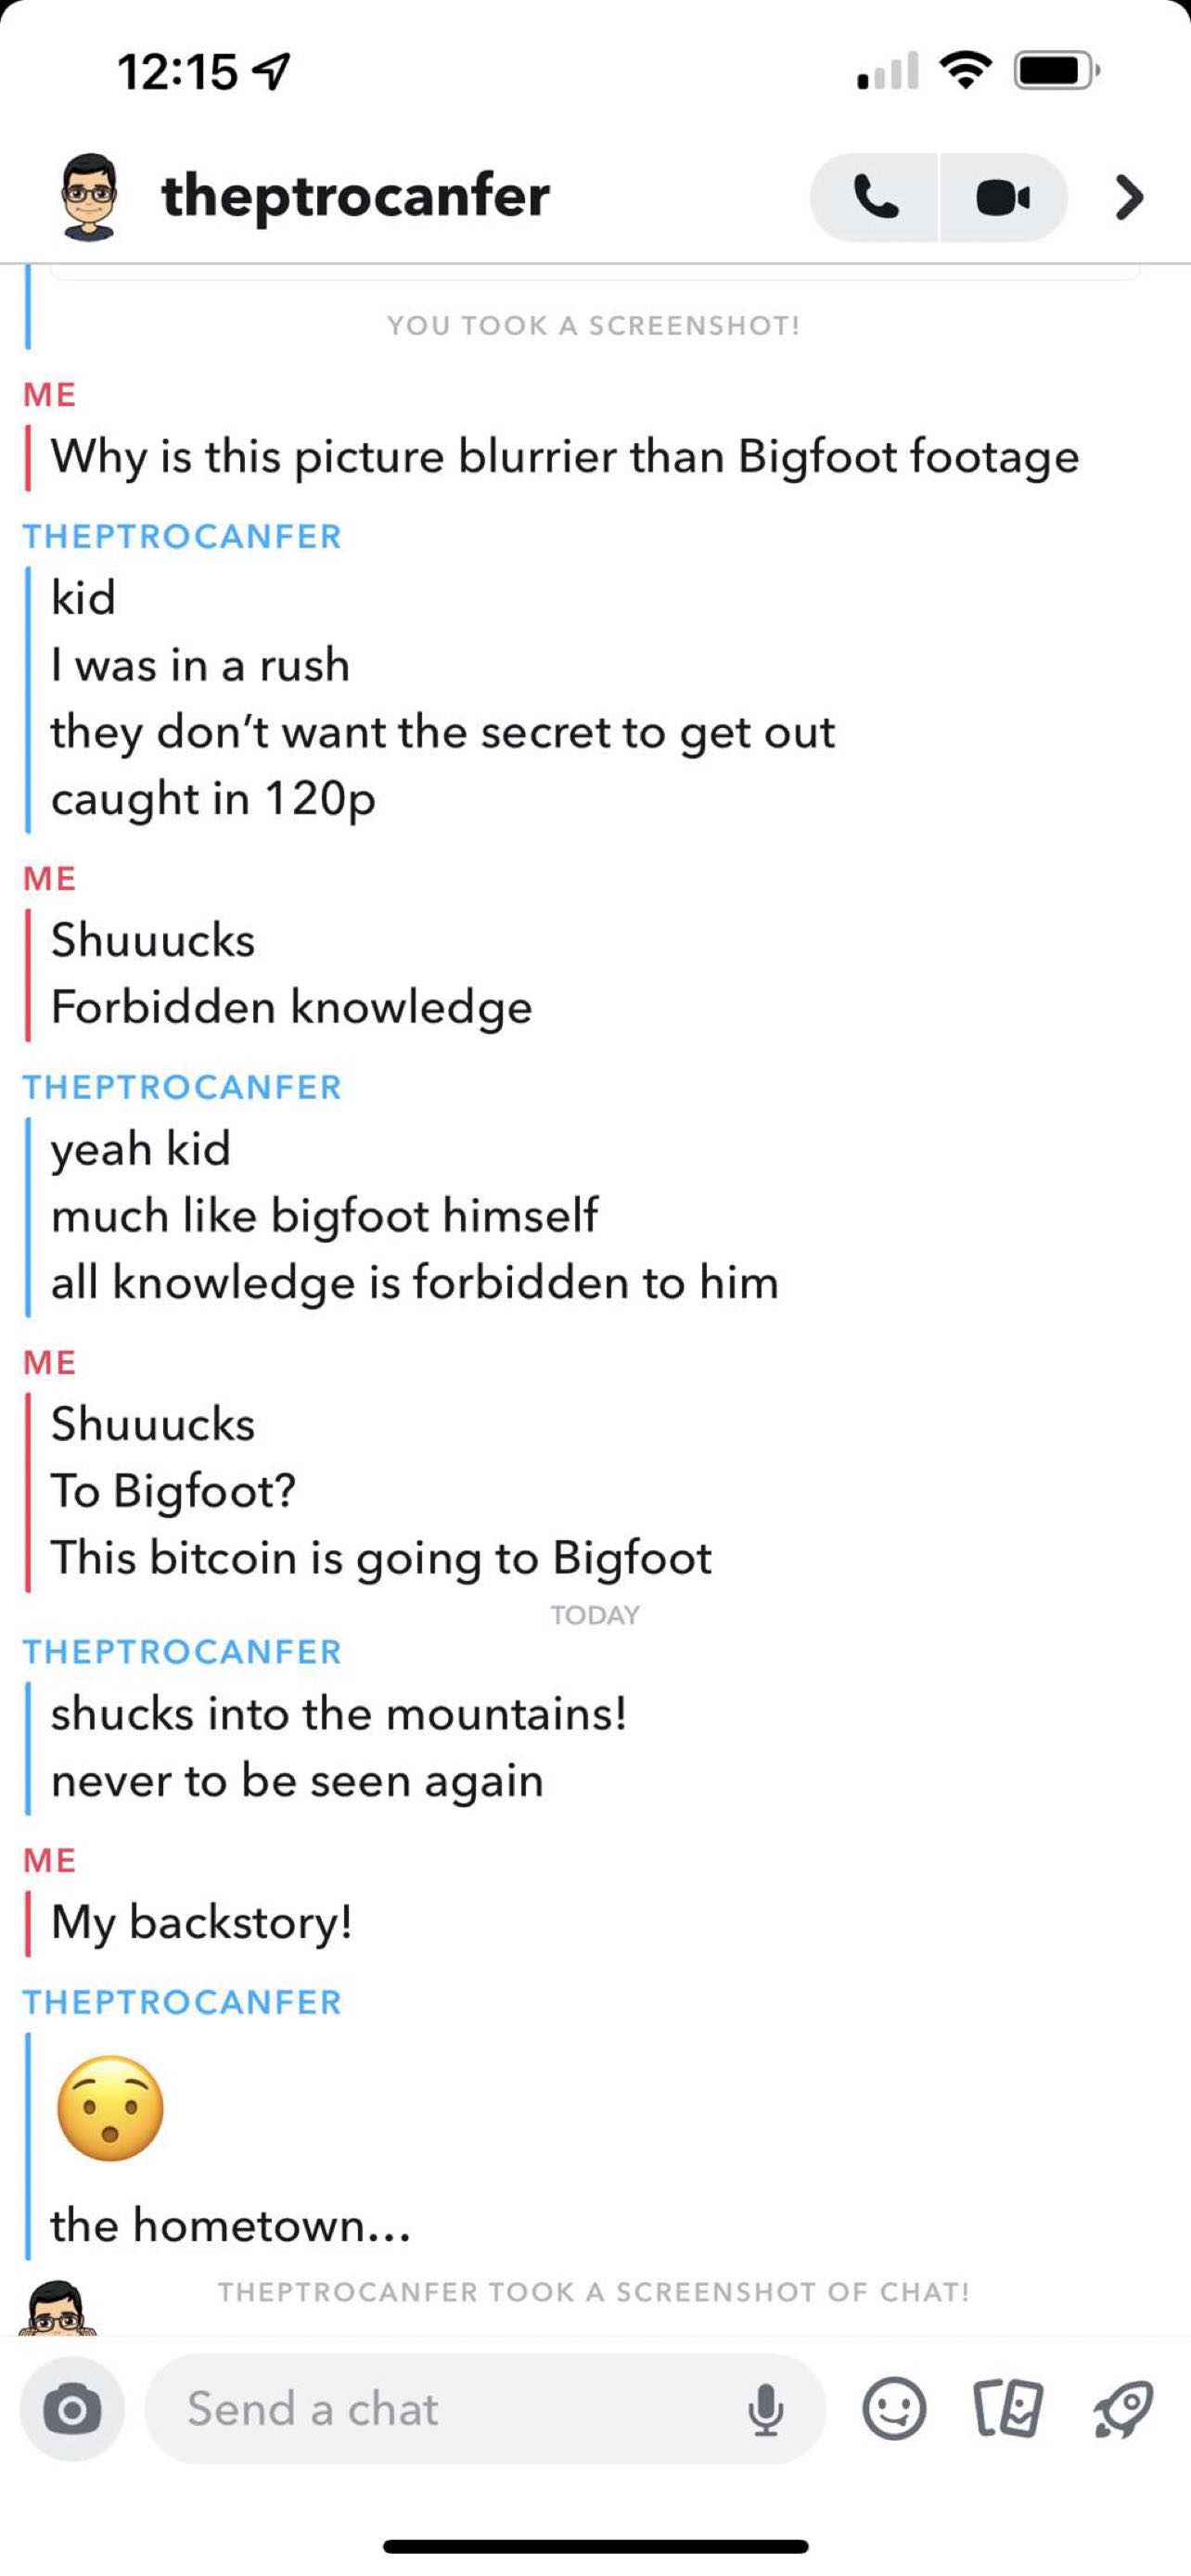 12:15
theptrocanfer
YOU TOOK A SCREENSHOT!
ME
Why is this picture blurrier than Bigfoot footage
THEPTROCANFER
kid
I was in a rush
they don’t want the secret to get out
caught in 120p
ME
Shuuucks
Forbidden knowledge
THEPTROCANFER
yeah kid
much like bigfoot himself
all knowledge is forbidden to him
ME
Shuuucks
To Bigfoot?
This bitcoin is going to Bigfoot
TODAY
THEPTROCANFER
shucks into the mountains!
never to be seen again
ME
My backstory!
THEPTROCANFER
the hometown...
THEPTROCANFER TOOK A SCREENSHOT OF CHAT!
Send a chat